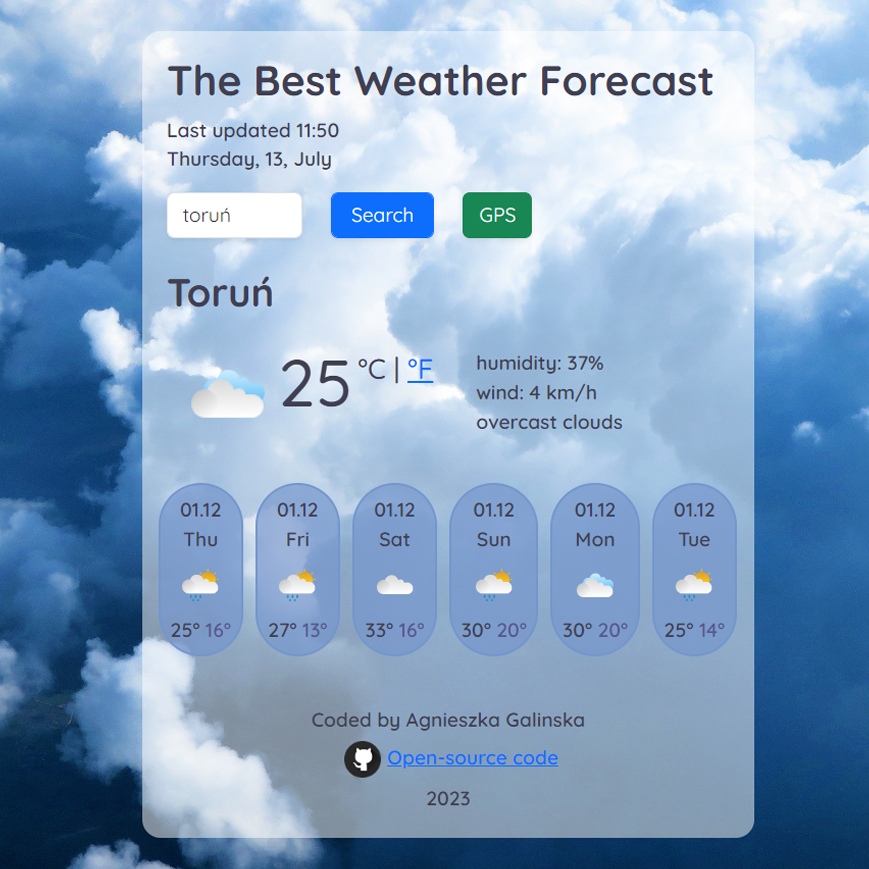 The Best Weather Forecast
Last updated 11:50
Thursday, 13, July
toruń Search GPS
Toruń
25 °C | °F
humidity: 37%
wind: 4 km/h
overcast clouds
01.12 01.12 01.12 01.12 01.12 01.12
Thu Fri Sat Sun Mon Tue
25° 16° 27° 13° 33° 16° 30° 20° 30° 20° 25° 14°
Coded by Agnieszka Galinska
Open-source code
2023